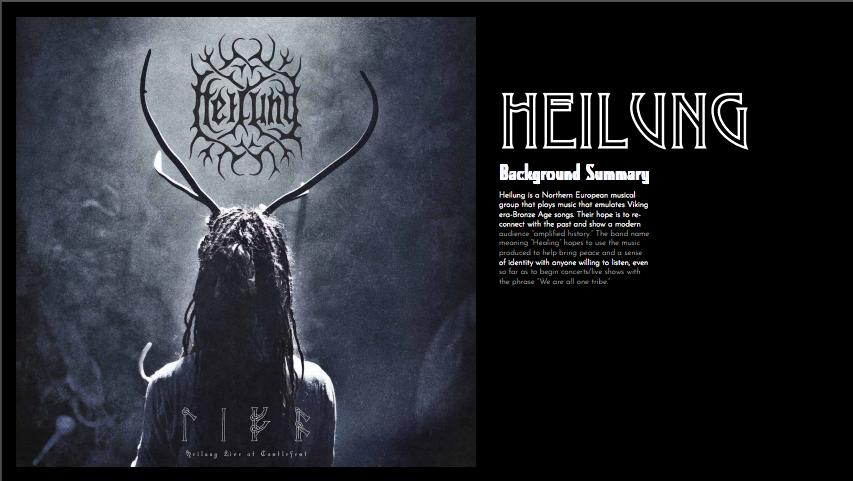 Heilung
ᛚ ᛁ ᚠ ᚨ
Heilung Live at Castlefest
HEILUNG
Background Summary
Heilung is a Northern European musical
group that plays music that emulates Viking
era-Bronze Age songs. Their hope is to re-
connect with the past and show a modern
audience "amplified history." The band name
meaning "Healing" hopes to use the music
produced to help bring peace and a sense
of identity with anyone willing to listen, even
so far as to begin concerts/live shows with
the phrase "We are all one tribe."